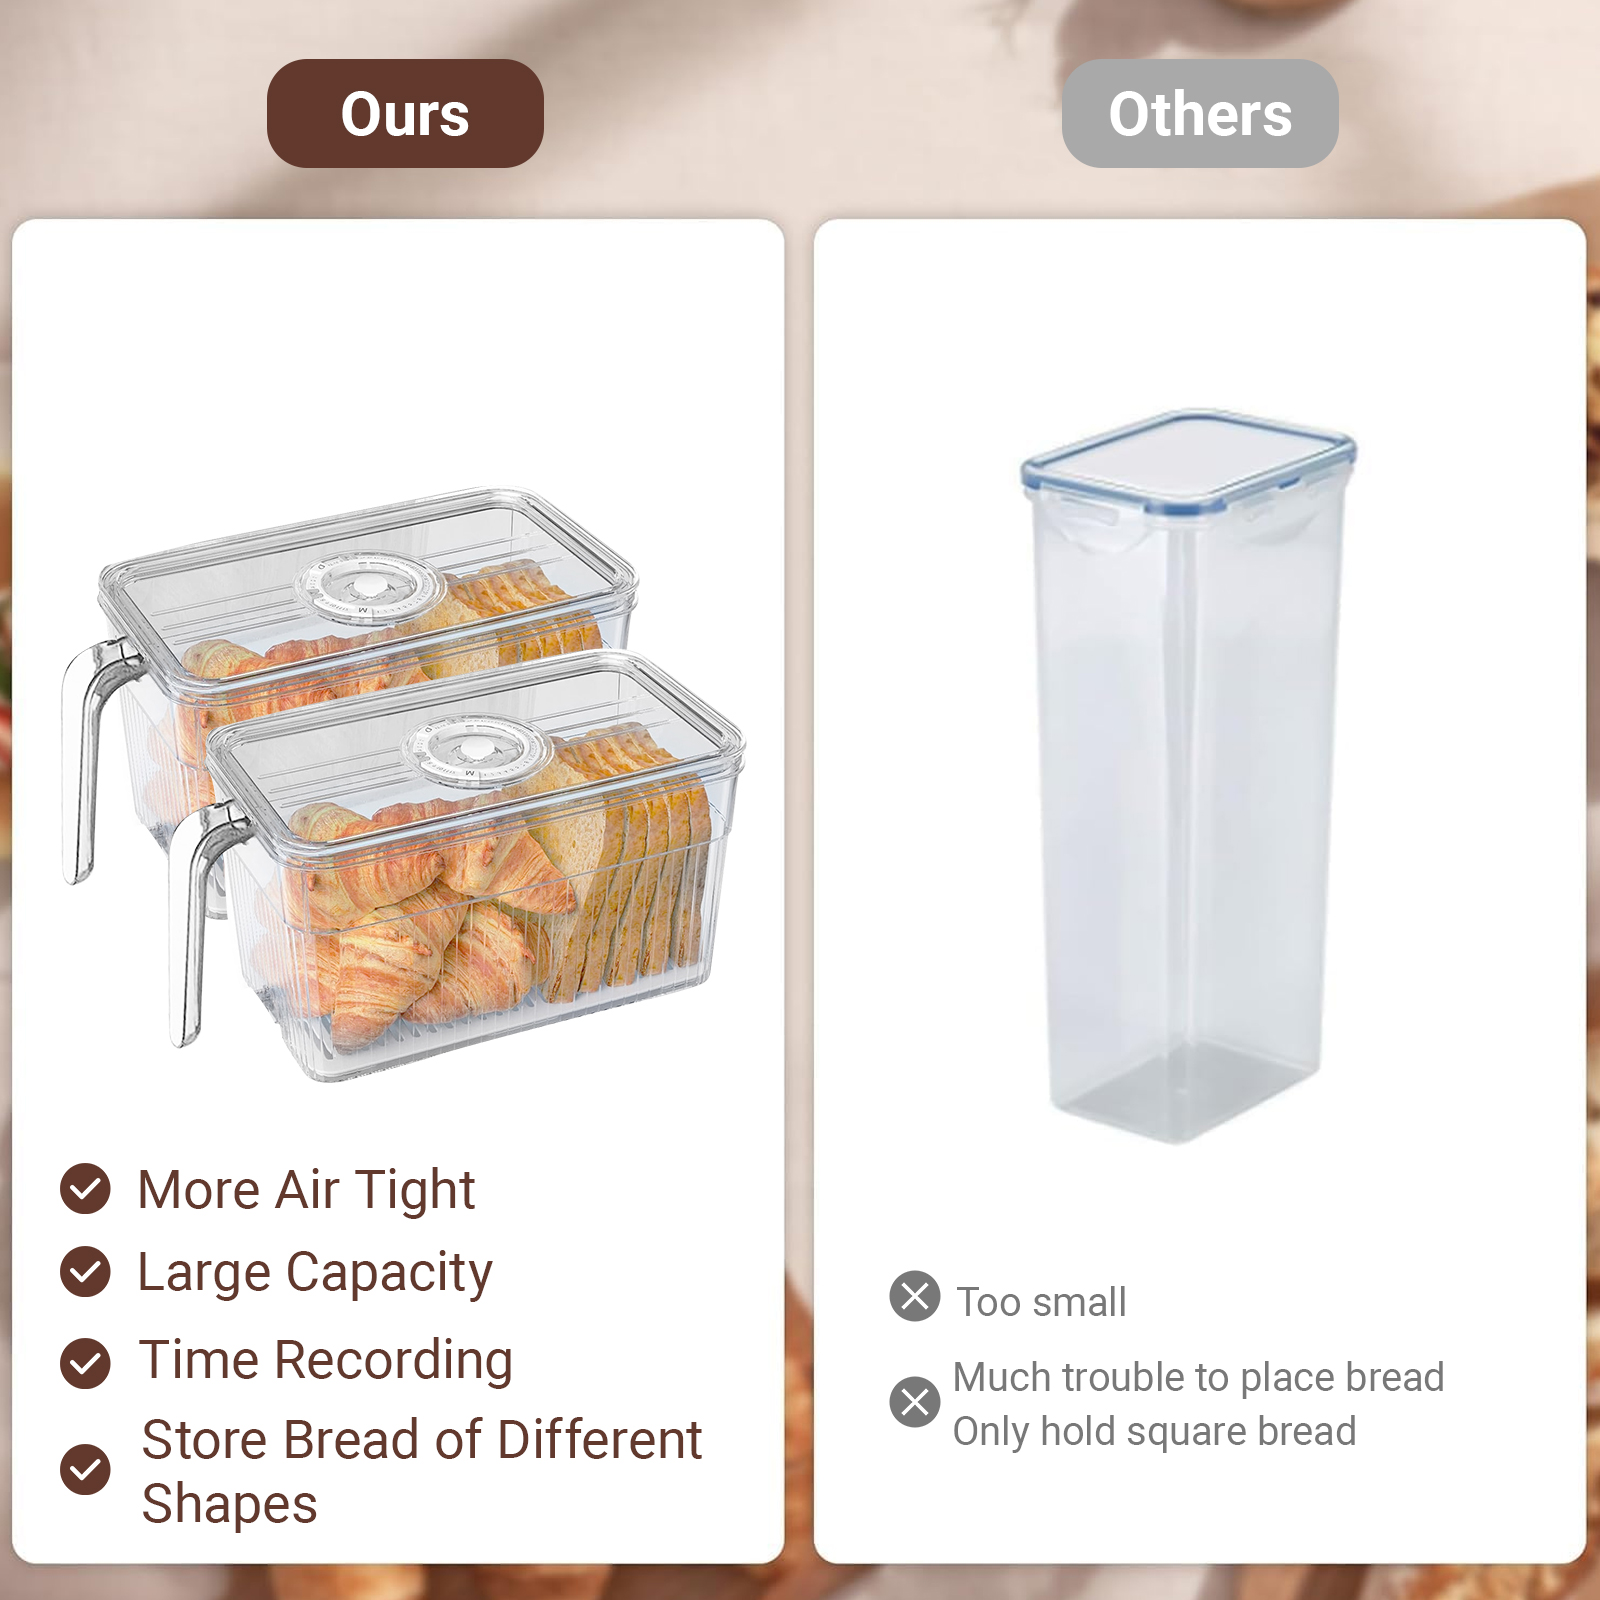 Ours
Others
More Air Tight
Large Capacity
Time Recording
Store Bread of Different
Shapes
Too small
Much trouble to place bread
Only hold square bread